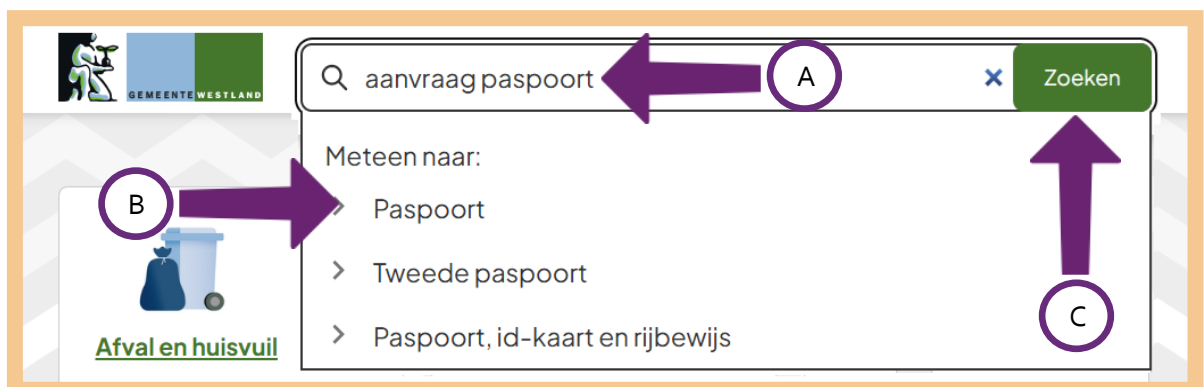 GEMEENTE WESTLAND
aanvraag paspoort
A
Zoeken
Meteen naar:
B
Paspoort
Tweede paspoort
C
Afval en huisvuil
Paspoort, id-kaart en rijbewijs